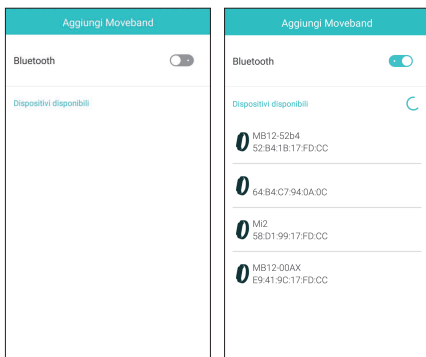 Aggiungi Moveband
Bluetooth
Dispositivi disponibili
Aggiungi Moveband
Bluetooth
Dispositivi disponibili
MB12-52b4
52:B4:1B:17:FD:CC
64:B4:C7:94:0A:0C
Mi2
58:D1:99:17:FD:CC
MB12-00AX
E9:41:9C:17:FD:CC